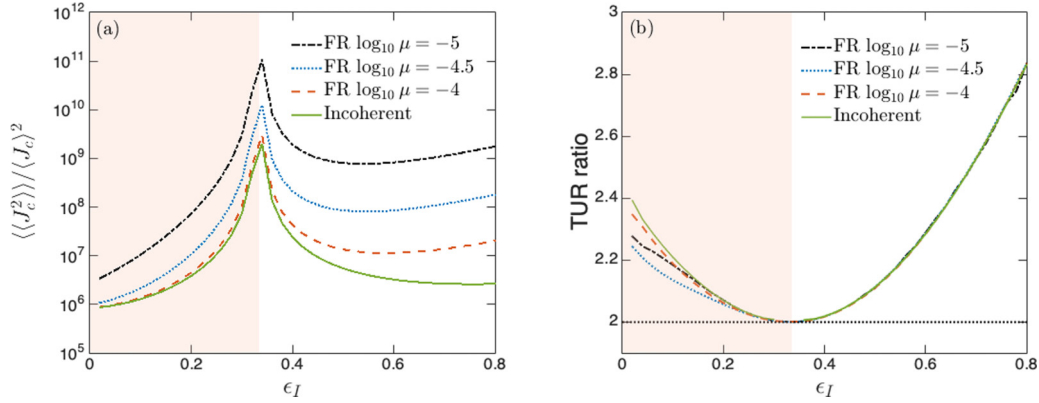 (a)
10^12
10^11
10^10
10^9
10^8
10^7
10^6
10^5
⟨⟨J_c^2⟩⟩/⟨J_c⟩^2
FR log_10 μ = −5
FR log_10 μ = −4.5
FR log_10 μ = −4
Incoherent
0 0.2 0.4 0.6 0.8
ϵ_I
(b)
3
2.8
2.6
2.4
2.2
2
TUR ratio
FR log_10 μ = −5
FR log_10 μ = −4.5
FR log_10 μ = −4
Incoherent
0 0.2 0.4 0.6 0.8
ϵ_I